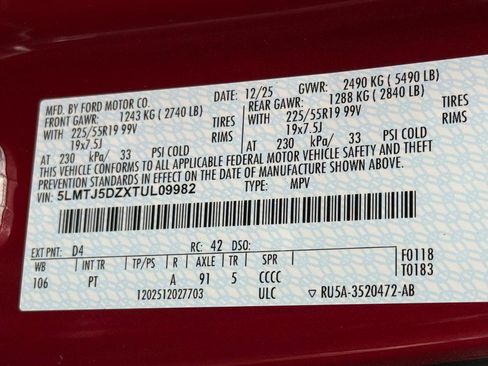 MFD. BY FORD MOTOR CO.
DATE: 12/25 GVWR: 2490 KG ( 5490 LB)
FRONT GAWR: 1243 KG ( 2740 LB) REAR GAWR: 1288 KG ( 2840 LB)
WITH 225/55R19 99V TIRES WITH 225/55R19 99V TIRES
19x7.5J RIMS 19x7.5J RIMS
AT 230 kPa/ 33 PSI COLD AT 230 kPa/ 33 PSI COLD
THIS VEHICLE CONFORMS TO ALL APPLICABLE FEDERAL MOTOR VEHICLE SAFETY AND THEFT
PREVENTION STANDARDS IN EFFECT ON THE DATE OF MANUFACTURE SHOWN ABOVE.
VIN: 5LMTJ5DZXTUL09982 TYPE: MPV
EXT PNT: D4 RC: 42 DSO:
WB INT TR TP/PS R AXLE TR SPR F0118
106 PT A 91 5 CCCC T0183
1202512027703 ULC ▽ RU5A-3520472-AB